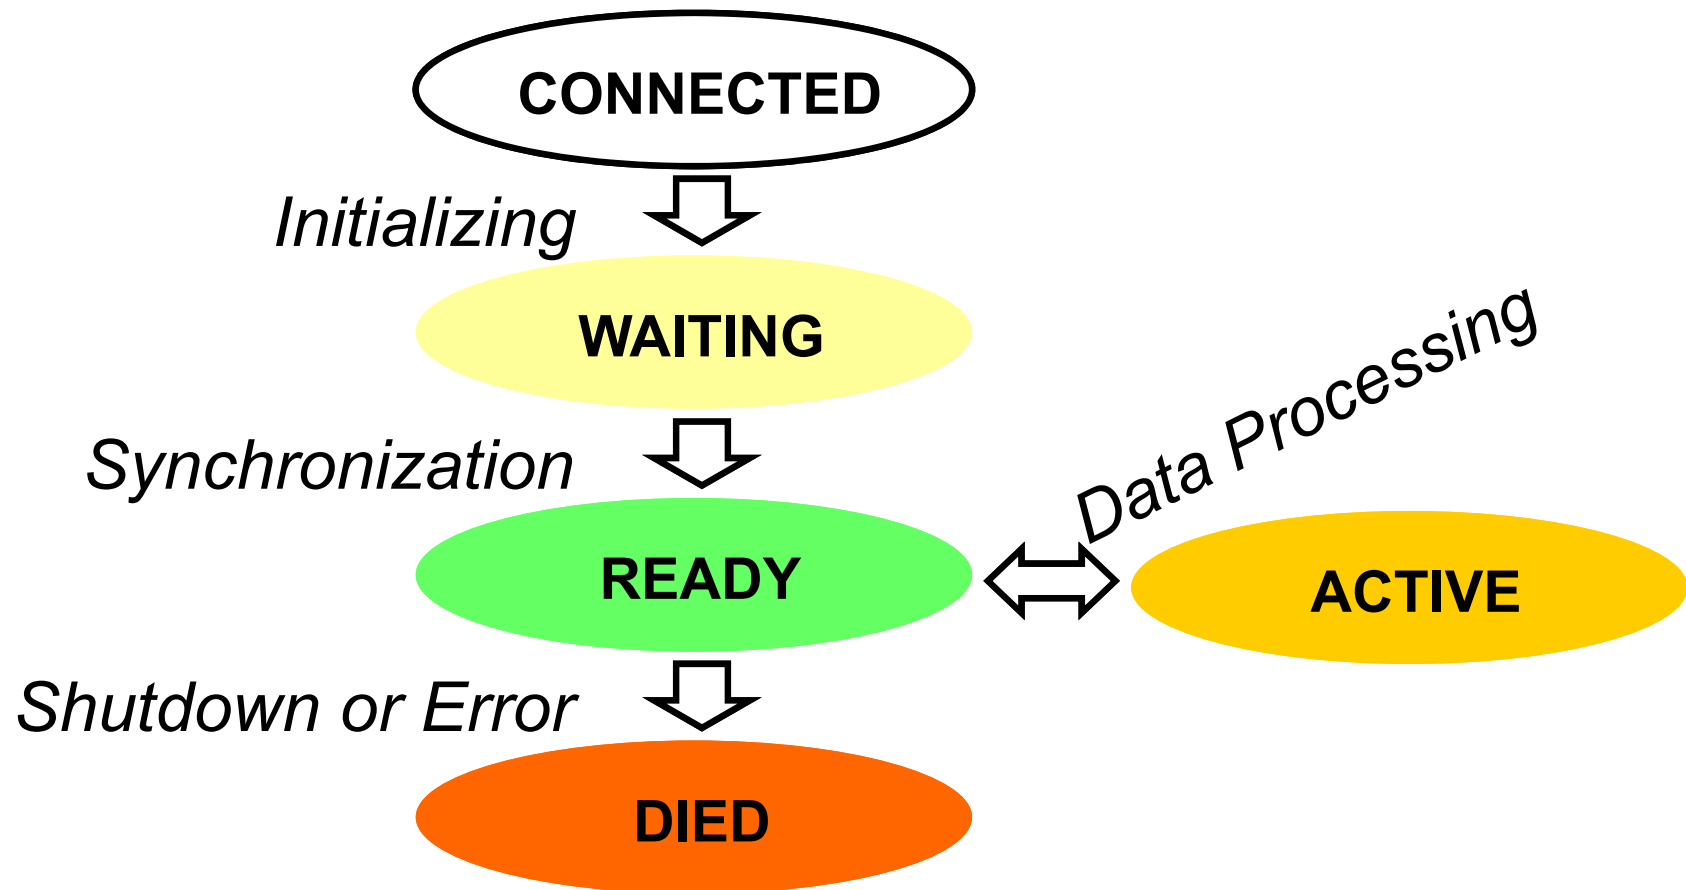 CONNECTED
Initializing
WAITING
Synchronization
Data Processing
READY
ACTIVE
Shutdown or Error
DIED